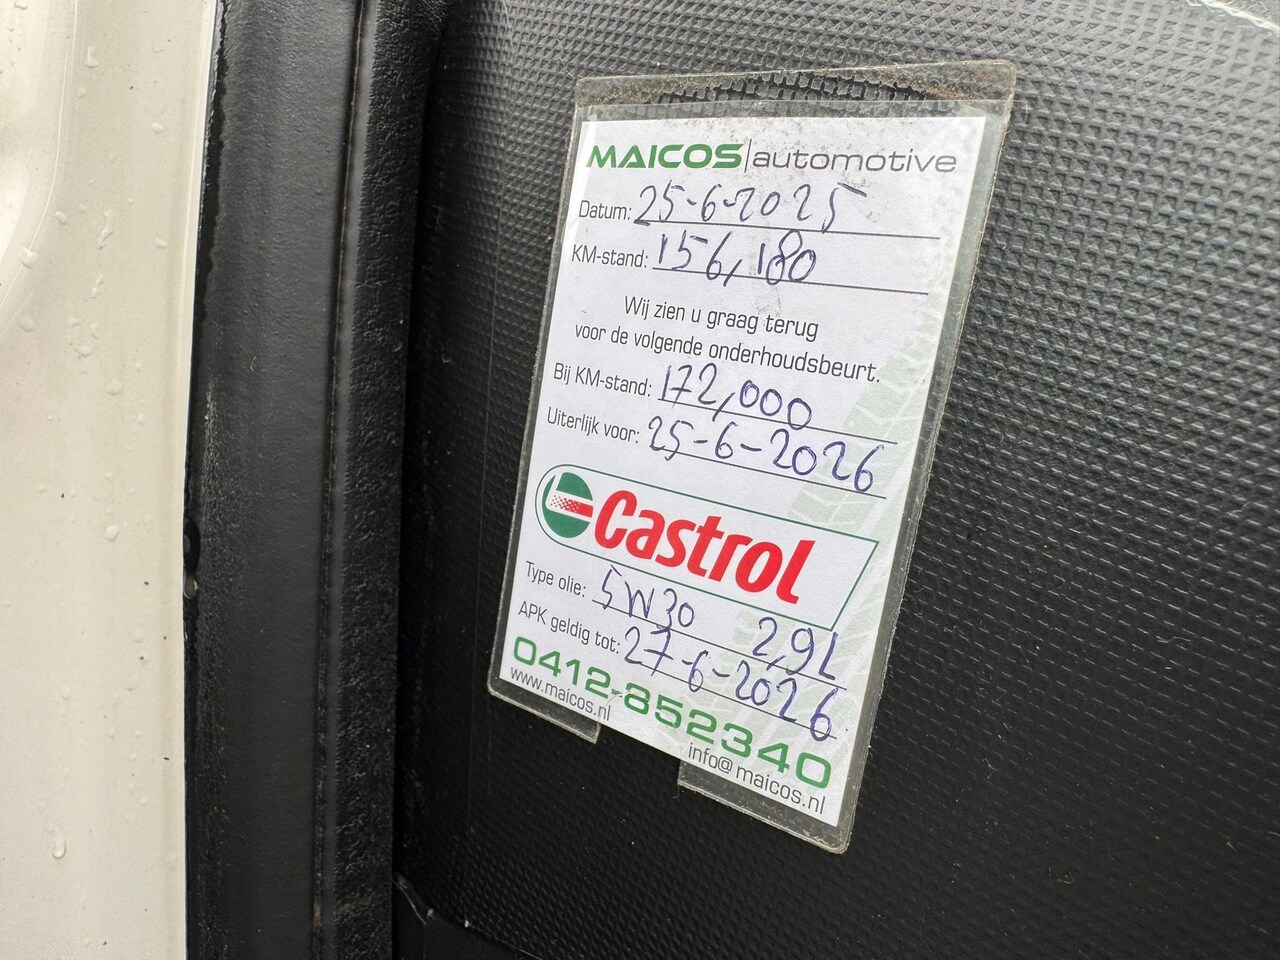 MAICOS|automotive
Datum: 25-6-2025
KM-stand: 156,180
Wij zien u graag terug
voor de volgende onderhoudsbeurt.
Bij KM-stand: 172,000
Uiterlijk voor: 25-6-2026
Castrol
Type olie: 5W30 2,9L
APK geldig tot: 27-6-2026
0412-852340
www.maicos.nl
info@maicos.nl